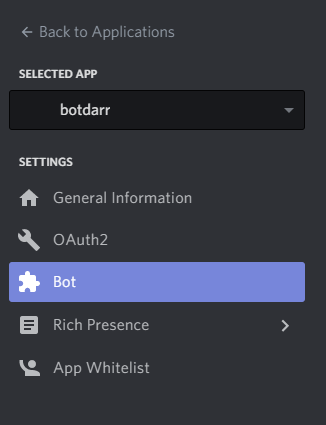 Back to Applications
SELECTED APP
botdarr
SETTINGS
General Information
OAuth2
Bot
Rich Presence
App Whitelist